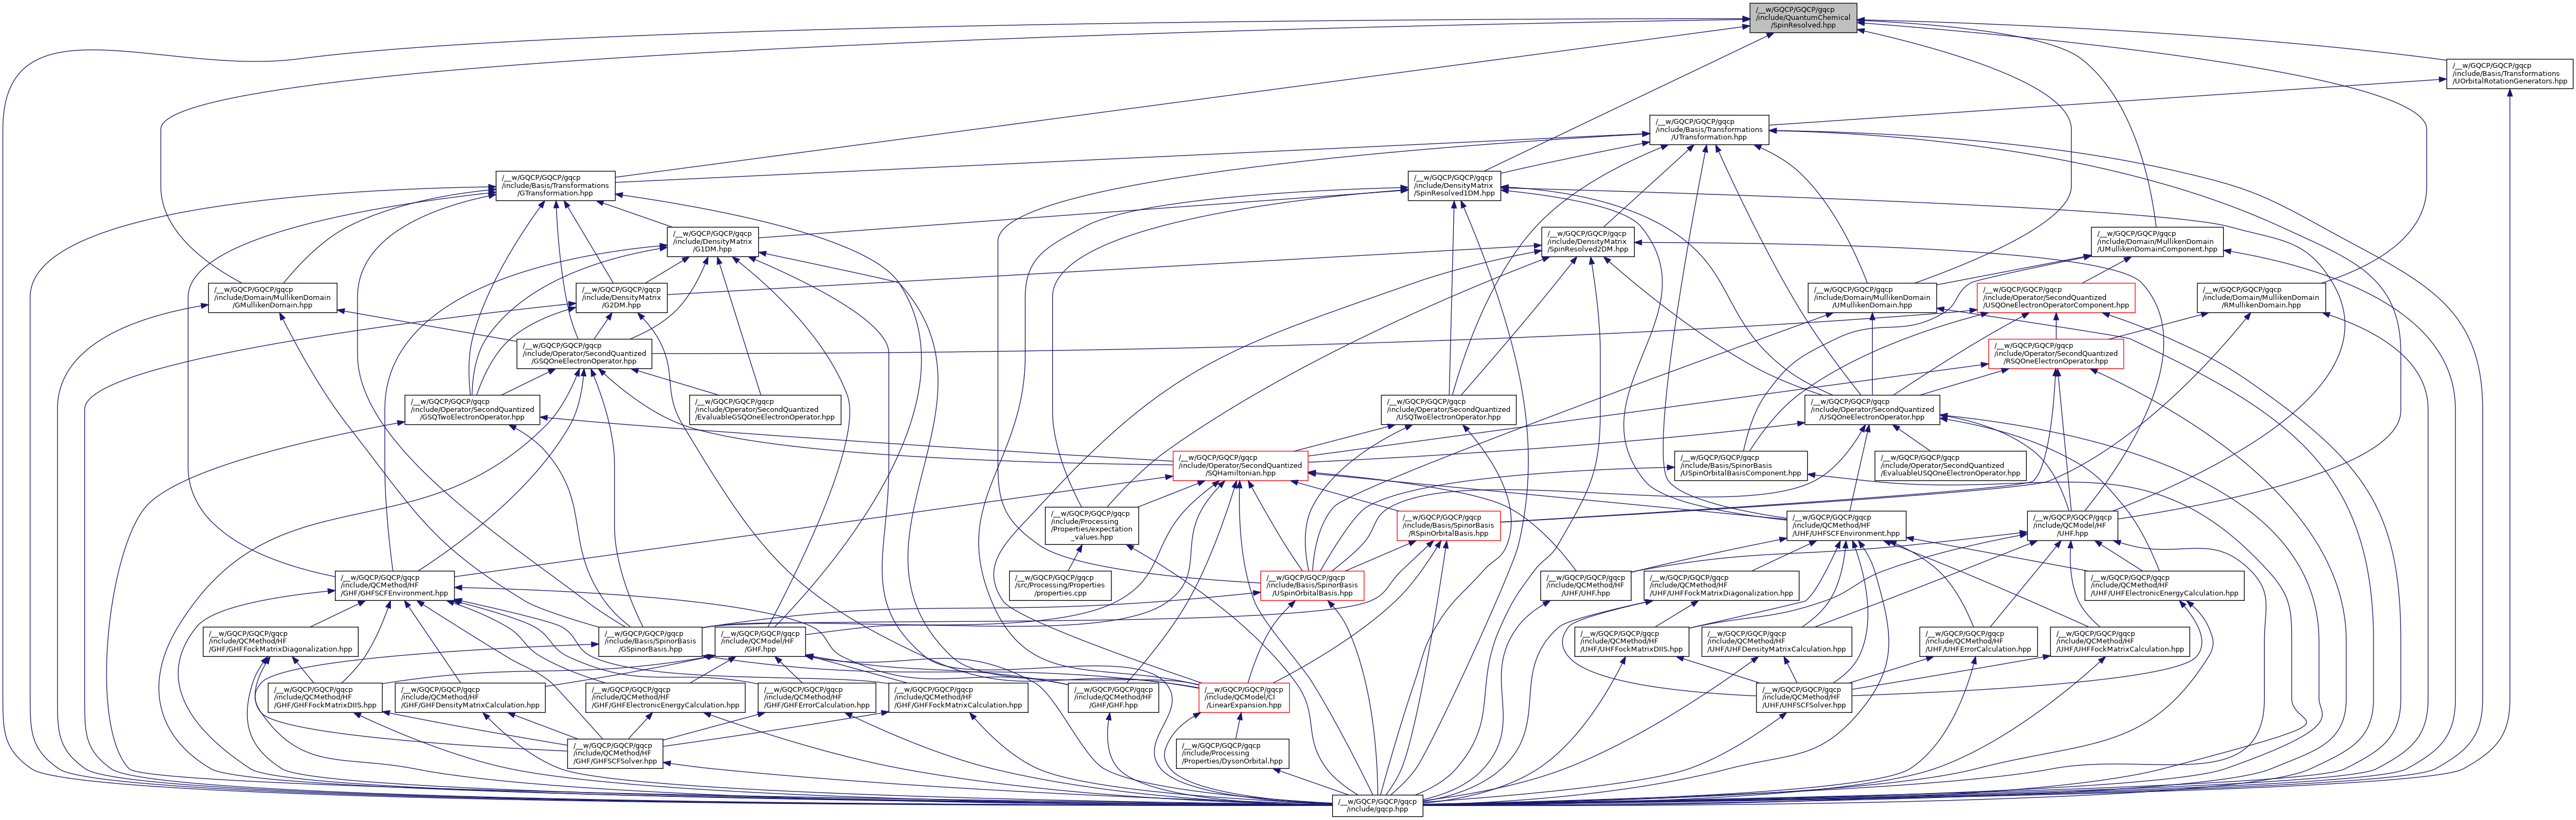 /__w/GQCP/GQCP/gqcp
/include/QuantumChemical
/SpinResolved.hpp
/__w/GQCP/GQCP/gqcp
/include/Basis/Transformations
/UOrbitalRotationGenerators.hpp
/__w/GQCP/GQCP/gqcp
/include/Basis/Transformations
/UTransformation.hpp
/__w/GQCP/GQCP/gqcp
/include/Basis/Transformations
/GTransformation.hpp
/__w/GQCP/GQCP/gqcp
/include/DensityMatrix
/SpinResolved1DM.hpp
/__w/GQCP/GQCP/gqcp
/include/DensityMatrix
/G1DM.hpp
/__w/GQCP/GQCP/gqcp
/include/DensityMatrix
/SpinResolved2DM.hpp
/__w/GQCP/GQCP/gqcp
/include/Domain/MullikenDomain
/UMullikenDomainComponent.hpp
/__w/GQCP/GQCP/gqcp
/include/Domain/MullikenDomain
/GMullikenDomain.hpp
/__w/GQCP/GQCP/gqcp
/include/DensityMatrix
/G2DM.hpp
/__w/GQCP/GQCP/gqcp
/include/Domain/MullikenDomain
/UMullikenDomain.hpp
/__w/GQCP/GQCP/gqcp
/include/Operator/SecondQuantized
/USQOneElectronOperatorComponent.hpp
/__w/GQCP/GQCP/gqcp
/include/Domain/MullikenDomain
/RMullikenDomain.hpp
/__w/GQCP/GQCP/gqcp
/include/Operator/SecondQuantized
/GSQOneElectronOperator.hpp
/__w/GQCP/GQCP/gqcp
/include/Operator/SecondQuantized
/RSQOneElectronOperator.hpp
/__w/GQCP/GQCP/gqcp
/include/Operator/SecondQuantized
/GSQTwoElectronOperator.hpp
/__w/GQCP/GQCP/gqcp
/include/Operator/SecondQuantized
/EvaluableGSQOneElectronOperator.hpp
/__w/GQCP/GQCP/gqcp
/include/Operator/SecondQuantized
/USQTwoElectronOperator.hpp
/__w/GQCP/GQCP/gqcp
/include/Operator/SecondQuantized
/USQOneElectronOperator.hpp
/__w/GQCP/GQCP/gqcp
/include/Operator/SecondQuantized
/SQHamiltonian.hpp
/__w/GQCP/GQCP/gqcp
/include/Basis/SpinorBasis
/USpinOrbitalBasisComponent.hpp
/__w/GQCP/GQCP/gqcp
/include/Operator/SecondQuantized
/EvaluableUSQOneElectronOperator.hpp
/__w/GQCP/GQCP/gqcp
/include/Processing
/Properties/expectation
_values.hpp
/__w/GQCP/GQCP/gqcp
/include/Basis/SpinorBasis
/RSpinOrbitalBasis.hpp
/__w/GQCP/GQCP/gqcp
/include/QCMethod/HF
/UHF/UHFSCFEnvironment.hpp
/__w/GQCP/GQCP/gqcp
/include/QCModel/HF
/UHF.hpp
/__w/GQCP/GQCP/gqcp
/include/QCMethod/HF
/GHF/GHFSCFEnvironment.hpp
/__w/GQCP/GQCP/gqcp
/src/Processing/Properties
/properties.cpp
/__w/GQCP/GQCP/gqcp
/include/Basis/SpinorBasis
/USpinOrbitalBasis.hpp
/__w/GQCP/GQCP/gqcp
/include/QCMethod/HF
/UHF/UHF.hpp
/__w/GQCP/GQCP/gqcp
/include/QCMethod/HF
/UHF/UHFFockMatrixDiagonalization.hpp
/__w/GQCP/GQCP/gqcp
/include/QCMethod/HF
/UHF/UHFElectronicEnergyCalculation.hpp
/__w/GQCP/GQCP/gqcp
/include/QCMethod/HF
/GHF/GHFFockMatrixDiagonalization.hpp
/__w/GQCP/GQCP/gqcp
/include/Basis/SpinorBasis
/GSpinorBasis.hpp
/__w/GQCP/GQCP/gqcp
/include/QCModel/HF
/GHF.hpp
/__w/GQCP/GQCP/gqcp
/include/QCMethod/HF
/UHF/UHFFockMatrixDIIS.hpp
/__w/GQCP/GQCP/gqcp
/include/QCMethod/HF
/UHF/UHFDensityMatrixCalculation.hpp
/__w/GQCP/GQCP/gqcp
/include/QCMethod/HF
/UHF/UHFErrorCalculation.hpp
/__w/GQCP/GQCP/gqcp
/include/QCMethod/HF
/UHF/UHFFockMatrixCalculation.hpp
/__w/GQCP/GQCP/gqcp
/include/QCMethod/HF
/GHF/GHFFockMatrixDIIS.hpp
/__w/GQCP/GQCP/gqcp
/include/QCMethod/HF
/GHF/GHFDensityMatrixCalculation.hpp
/__w/GQCP/GQCP/gqcp
/include/QCMethod/HF
/GHF/GHFElectronicEnergyCalculation.hpp
/__w/GQCP/GQCP/gqcp
/include/QCMethod/HF
/GHF/GHFErrorCalculation.hpp
/__w/GQCP/GQCP/gqcp
/include/QCMethod/HF
/GHF/GHFFockMatrixCalculation.hpp
/__w/GQCP/GQCP/gqcp
/include/QCMethod/HF
/GHF/GHF.hpp
/__w/GQCP/GQCP/gqcp
/include/QCModel/CI
/LinearExpansion.hpp
/__w/GQCP/GQCP/gqcp
/include/QCMethod/HF
/UHF/UHFSCFSolver.hpp
/__w/GQCP/GQCP/gqcp
/include/QCMethod/HF
/GHF/GHFSCFSolver.hpp
/__w/GQCP/GQCP/gqcp
/include/Processing
/Properties/DysonOrbital.hpp
/__w/GQCP/GQCP/gqcp
/include/gqcp.hpp